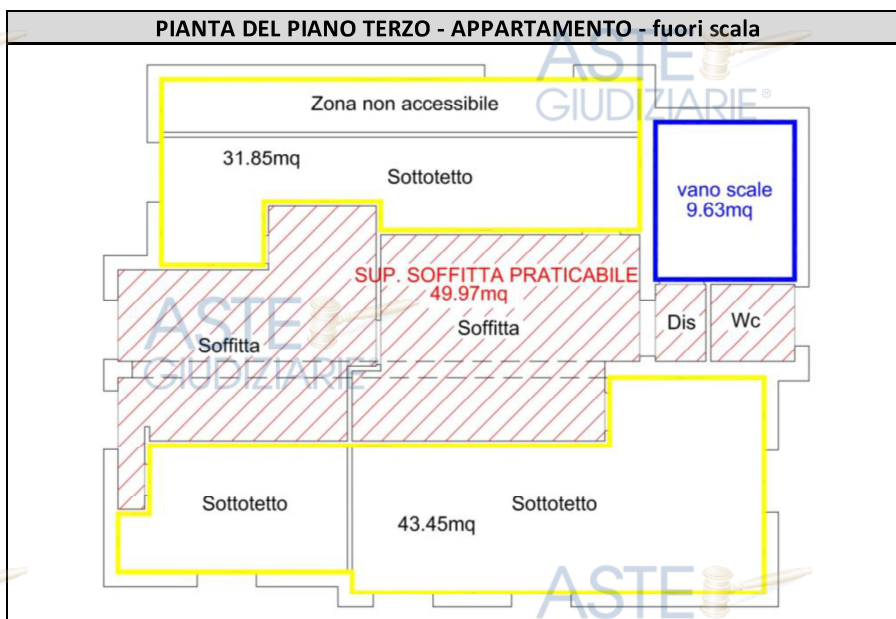 PIANTA DEL PIANO TERZO - APPARTAMENTO - fuori scala
ASTE
GIUDIZIARIE®
Zona non accessibile
31.85mq
Sottotetto
vano scale
9.63mq
SUP. SOFFITTA PRATICABILE
49.97mq
ASTE
GIUDIZIARIE
Soffitta
Soffitta
Dis
Wc
Sottotetto
Sottotetto
43.45mq
ASTE